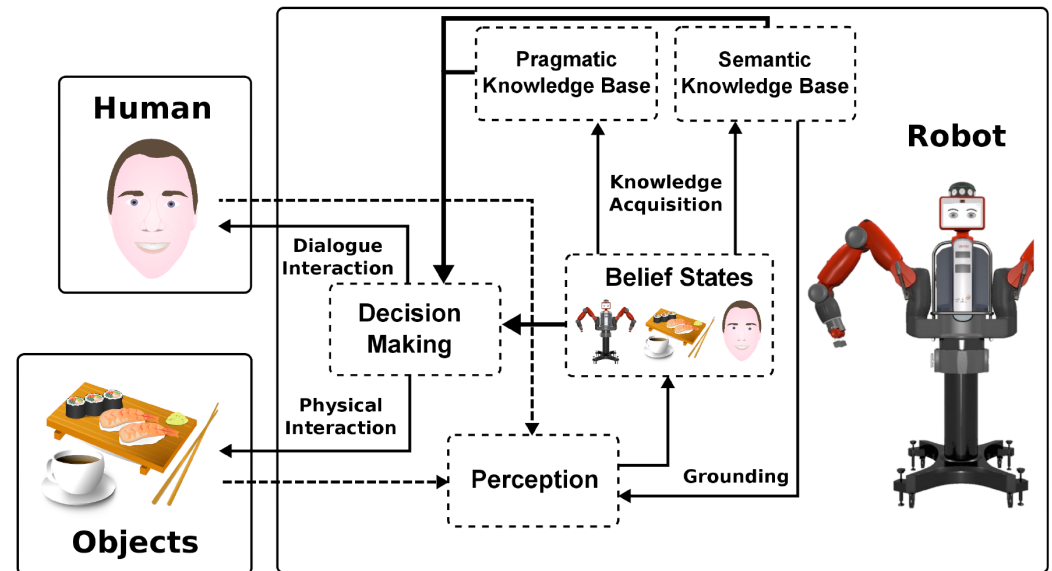 Pragmatic
Knowledge Base
Semantic
Knowledge Base
Human
Robot
Knowledge
Acquisition
Dialogue
Interaction
Belief States
Decision
Making
Physical
Interaction
Perception
Grounding
Objects